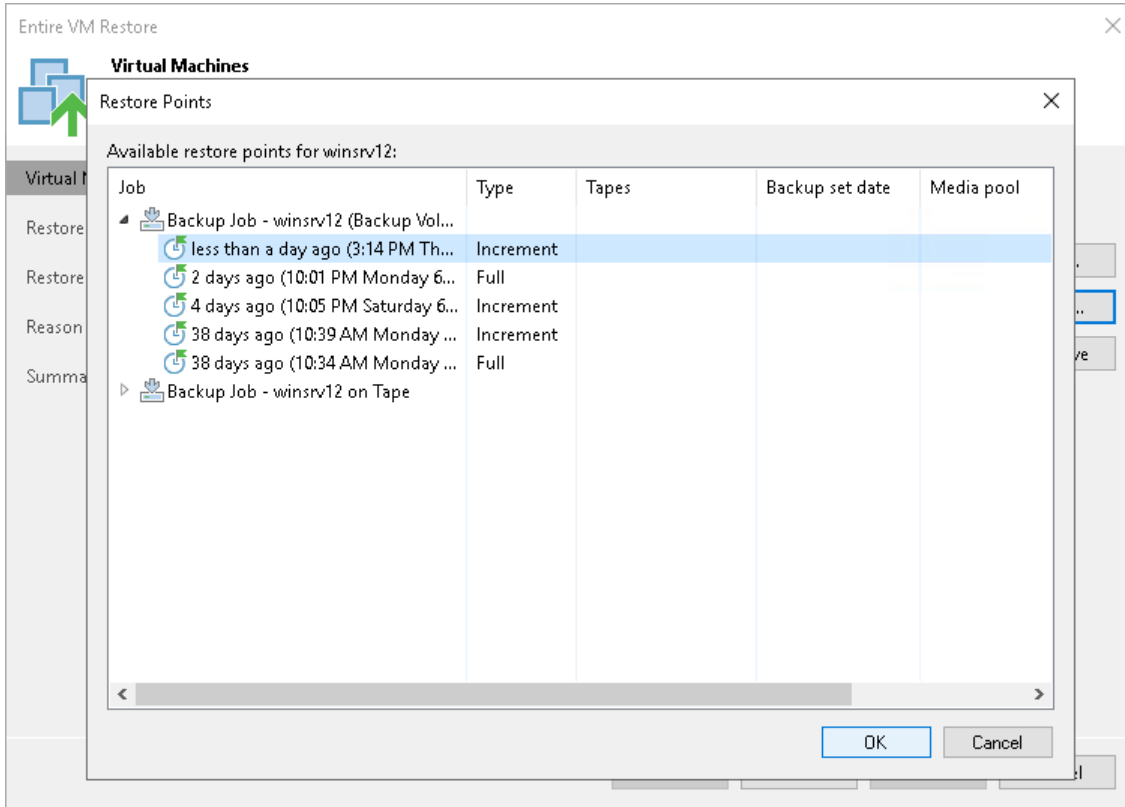 Entire VM Restore
Virtual Machines
Restore Points
Available restore points for winsrv12:
Job Type Tapes Backup set date Media pool
Backup Job - winsrv12 (Backup Vol...
less than a day ago (3:14 PM Th... Increment
2 days ago (10:01 PM Monday 6... Full
4 days ago (10:05 PM Saturday 6... Increment
38 days ago (10:39 AM Monday ... Increment
38 days ago (10:34 AM Monday ... Full
Backup Job - winsrv12 on Tape
Virtual
Restore
Restore
Reason
Summa
OK Cancel